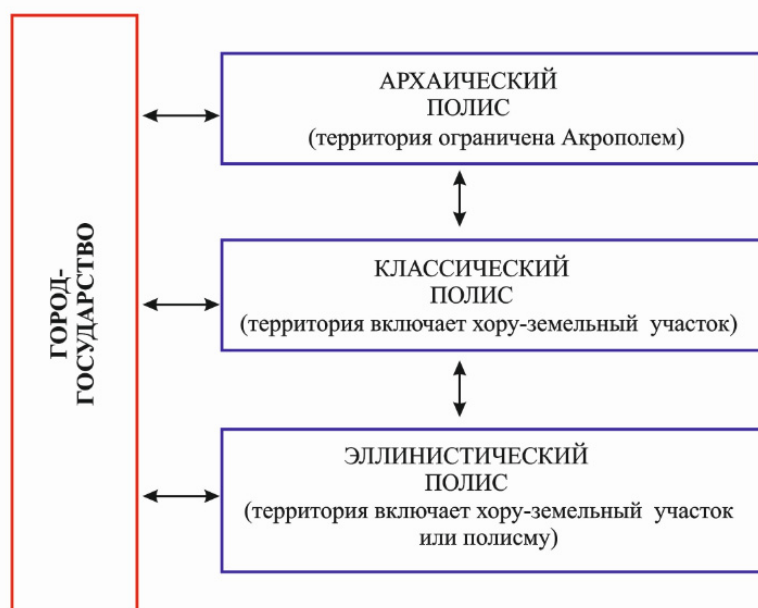 ГОРОД-
ГОСУДАРСТВО
АРХАИЧЕСКИЙ
ПОЛИС
(территория ограничена Акрополем)
КЛАССИЧЕСКИЙ
ПОЛИС
(территория включает хору-земельный участок)
ЭЛЛИНИСТИЧЕСКИЙ
ПОЛИС
(территория включает хору-земельный участок
или полисму)